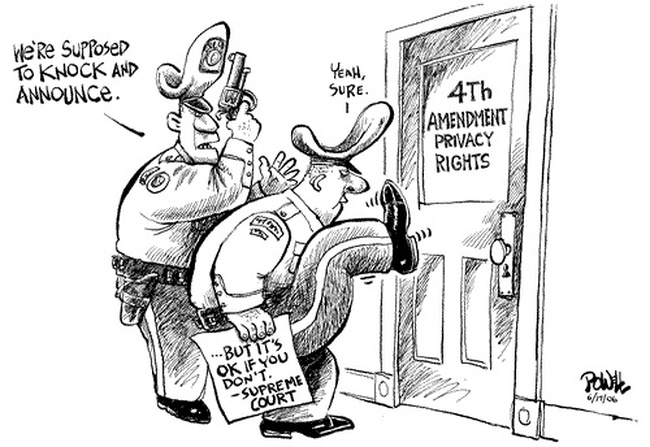 WE'RE SUPPOSED
TO KNOCK AND
ANNOUNCE.
YEAH,
SURE.
4Th
AMENDMENT
PRIVACY
RIGHTS
...BUT IT'S
OK IF YOU
DON'T.
-SUPREME
COURT
POWELL
6/17/06